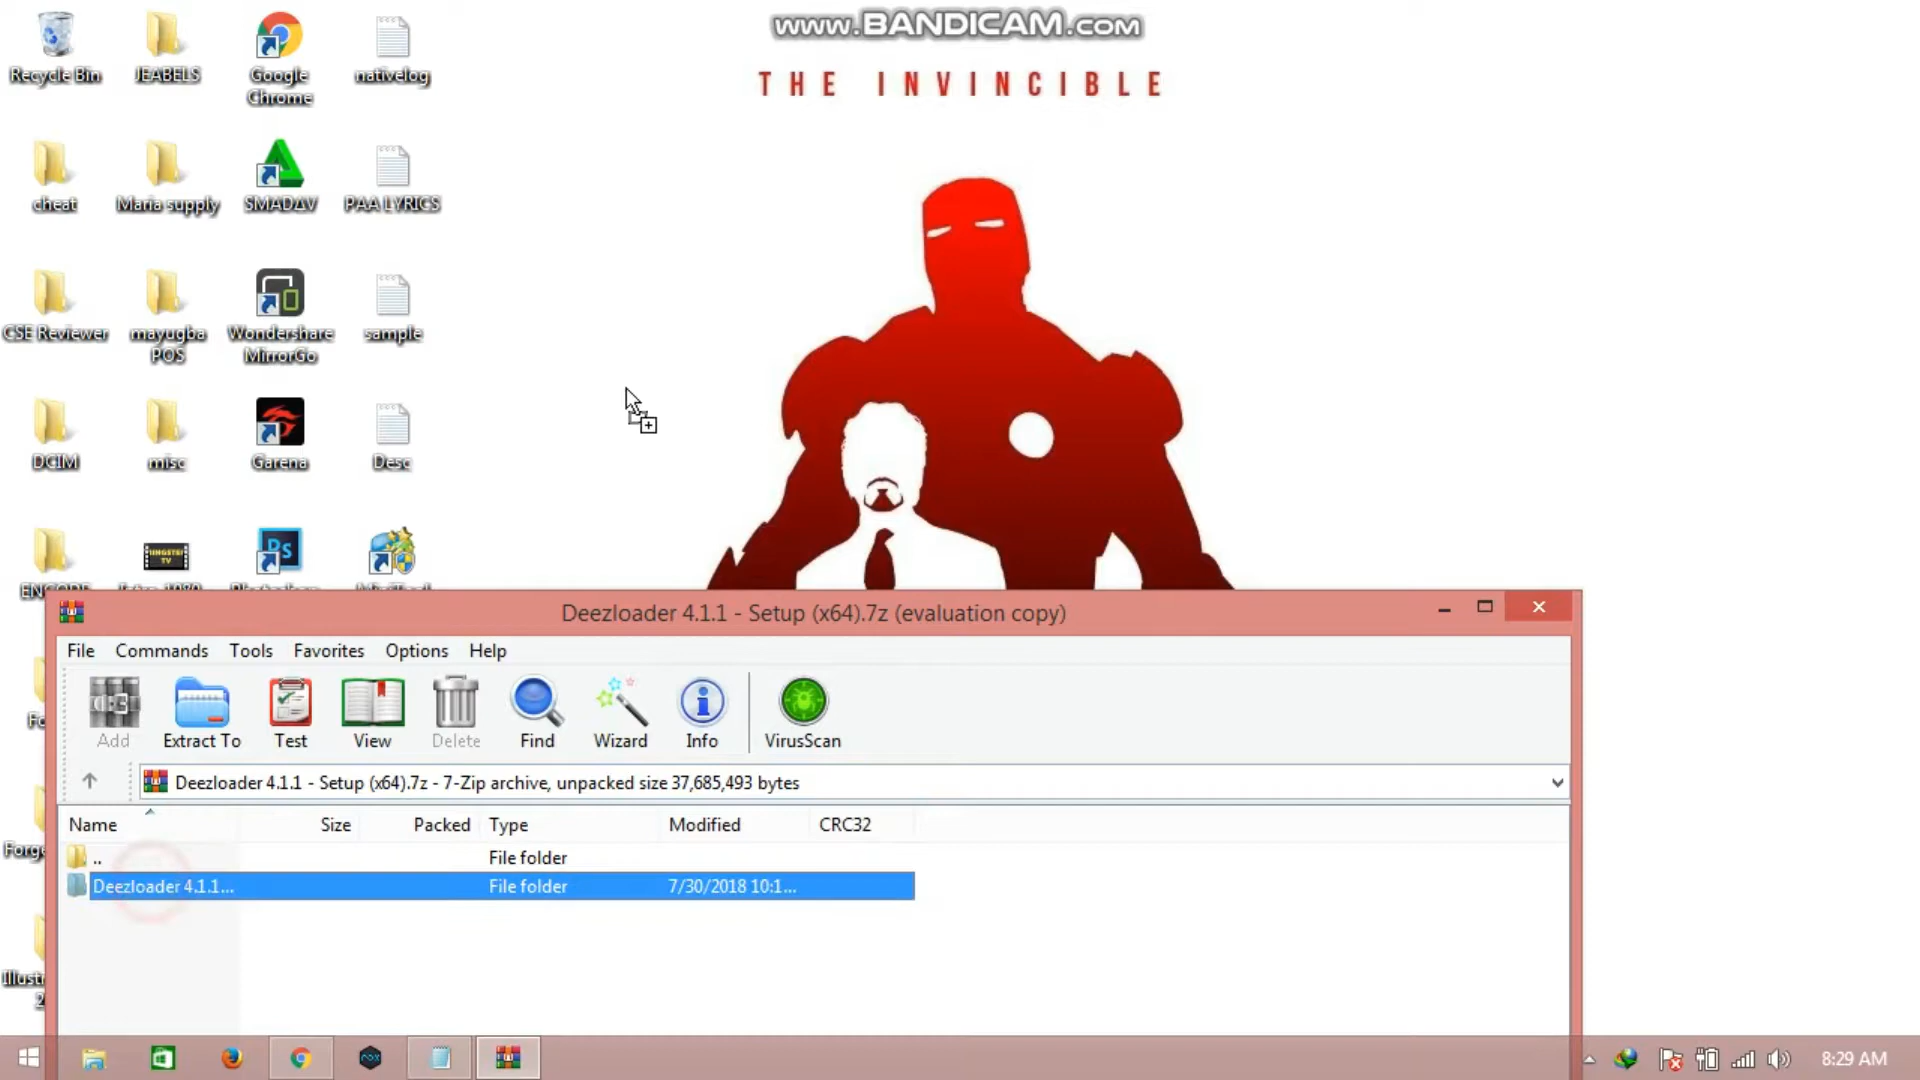 www.BANDICAM.com
THE INVINCIBLE
Recycle Bin
JEABELS
Google Chrome
nativelog
cheat
Maria supply
SMADAV
PAA LYRICS
CSE Reviewer
mayugba POS
Wondershare MirrorGo
sample
DCIM
misc
Garena
Desc
Deezloader 4.1.1 - Setup (x64).7z (evaluation copy)
File Commands Tools Favorites Options Help
Add Extract To Test View Delete Find Wizard Info VirusScan
Deezloader 4.1.1 - Setup (x64).7z - 7-Zip archive, unpacked size 37,685,493 bytes
Name Size Packed Type Modified CRC32
.. File folder
Deezloader 4.1.1... File folder 7/30/2018 10:1...
8:29 AM